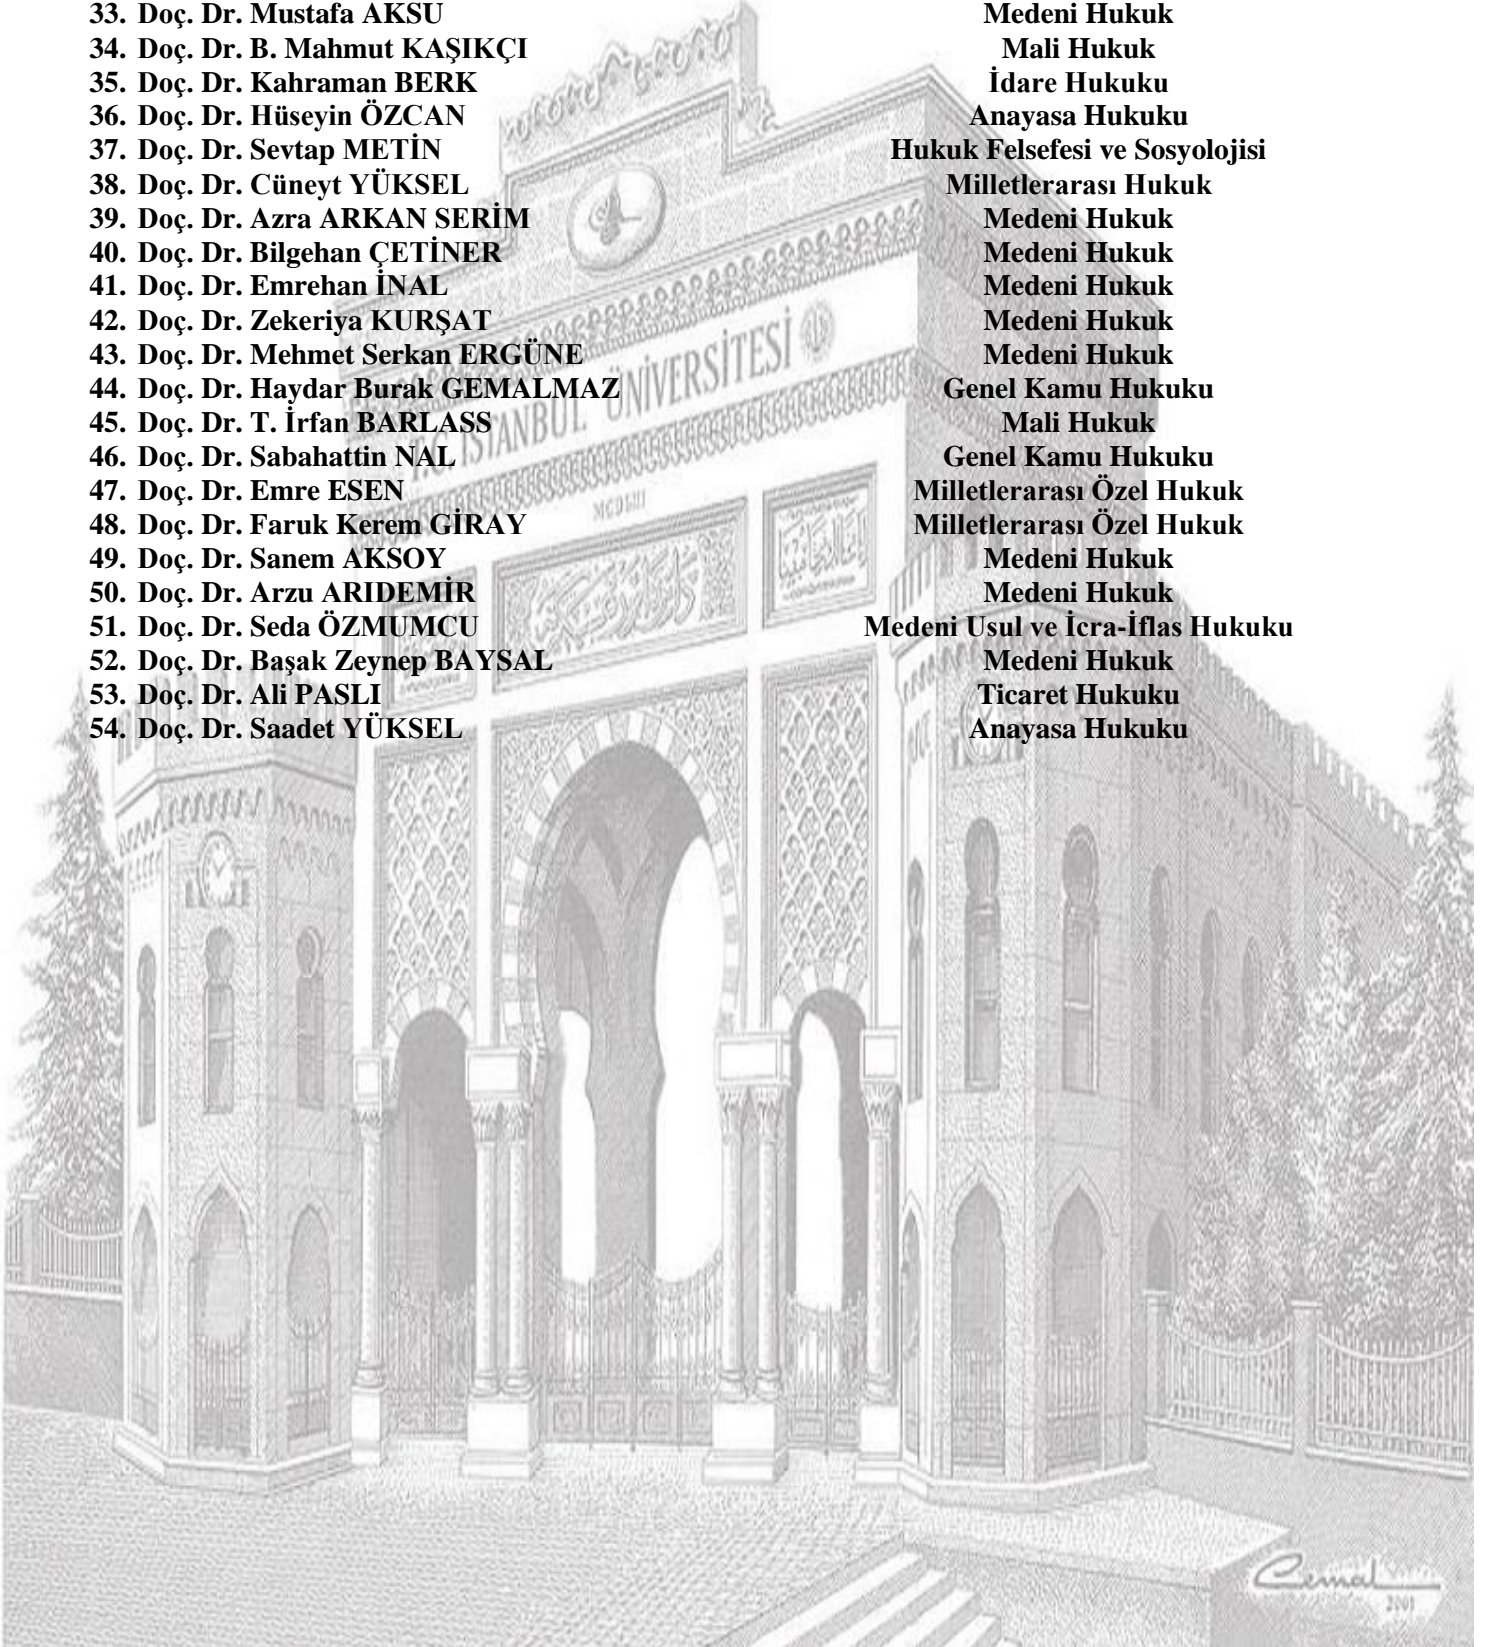 33. Doç. Dr. Mustafa AKSU Medeni Hukuk
34. Doç. Dr. B. Mahmut KAŞIKÇI Mali Hukuk
35. Doç. Dr. Kahraman BERK İdare Hukuku
36. Doç. Dr. Hüseyin ÖZCAN Anayasa Hukuku
37. Doç. Dr. Sevtap METİN Hukuk Felsefesi ve Sosyolojisi
38. Doç. Dr. Cüneyt YÜKSEL Milletlerarası Hukuk
39. Doç. Dr. Azra ARKAN SERİM Medeni Hukuk
40. Doç. Dr. Bilgehan ÇETİNER Medeni Hukuk
41. Doç. Dr. Emrehan İNAL Medeni Hukuk
42. Doç. Dr. Zekeriya KURŞAT Medeni Hukuk
43. Doç. Dr. Mehmet Serkan ERGÜNE Medeni Hukuk
44. Doç. Dr. Haydar Burak GEMALMAZ Genel Kamu Hukuku
45. Doç. Dr. T. İrfan BARLASS Mali Hukuk
46. Doç. Dr. Sabahattin NAL Genel Kamu Hukuku
47. Doç. Dr. Emre ESEN Milletlerarası Özel Hukuk
48. Doç. Dr. Faruk Kerem GİRAY Milletlerarası Özel Hukuk
49. Doç. Dr. Sanem AKSOY Medeni Hukuk
50. Doç. Dr. Arzu ARIDEMİR Medeni Hukuk
51. Doç. Dr. Seda ÖZMUMCU Medeni Usul ve İcra-İflas Hukuku
52. Doç. Dr. Başak Zeynep BAYSAL Medeni Hukuk
53. Doç. Dr. Ali PASLI Ticaret Hukuku
54. Doç. Dr. Saadet YÜKSEL Anayasa Hukuku
T.C. İSTANBUL ÜNİVERSİTESİ
MCDLIII
Cemal
2001